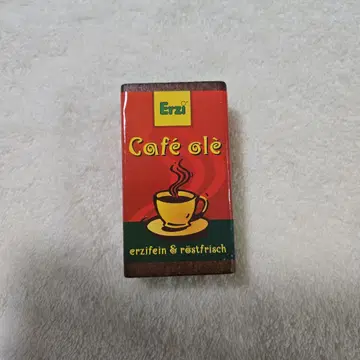 Erzi
Café olè
erzifein & röstfrisch